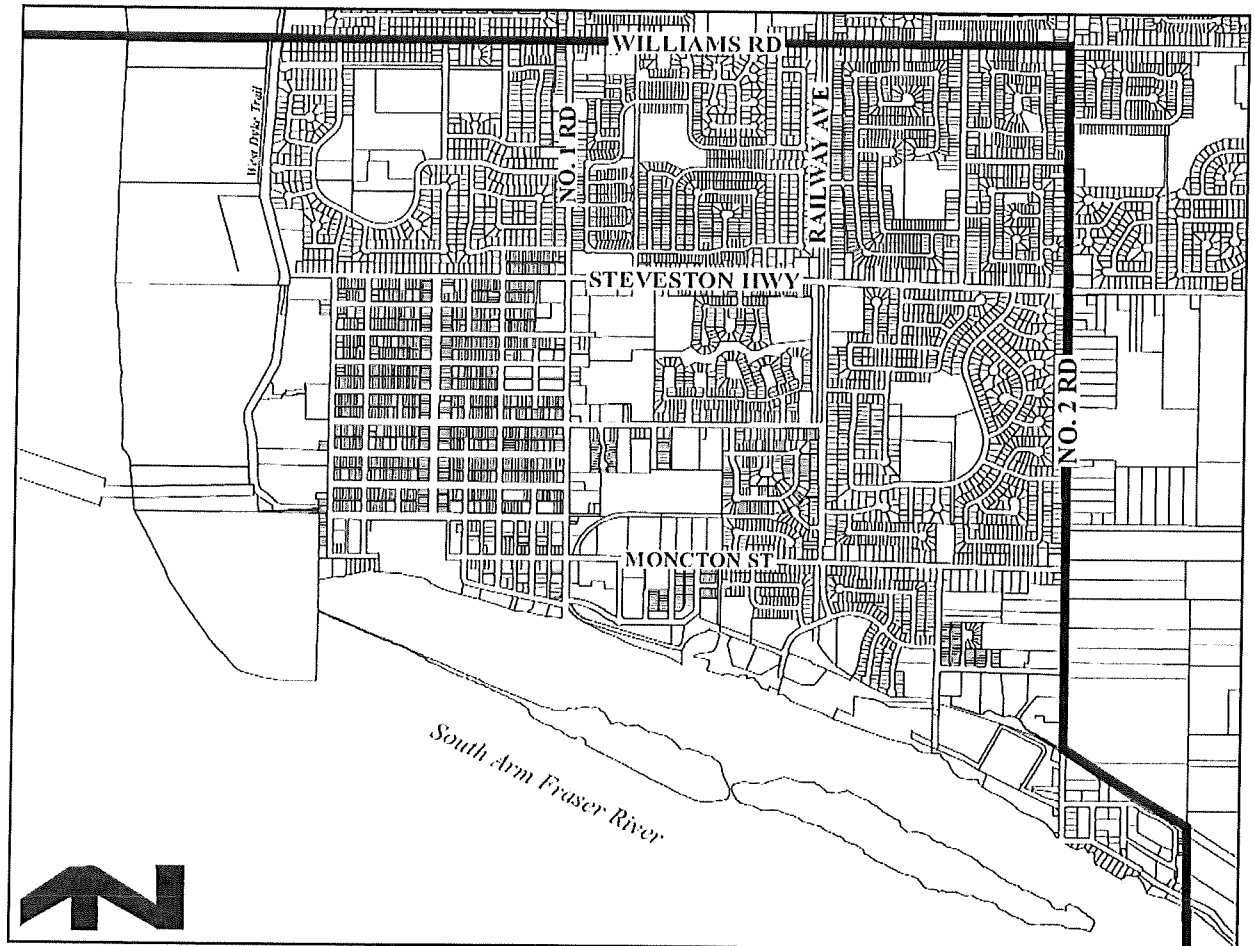 WILLIAMS RD
West Dyke Trail
NO. 1 RD
RAILWAY AVE
STEVESTON HWY
NO. 2 RD
MONCTON ST
South Arm Fraser River
N